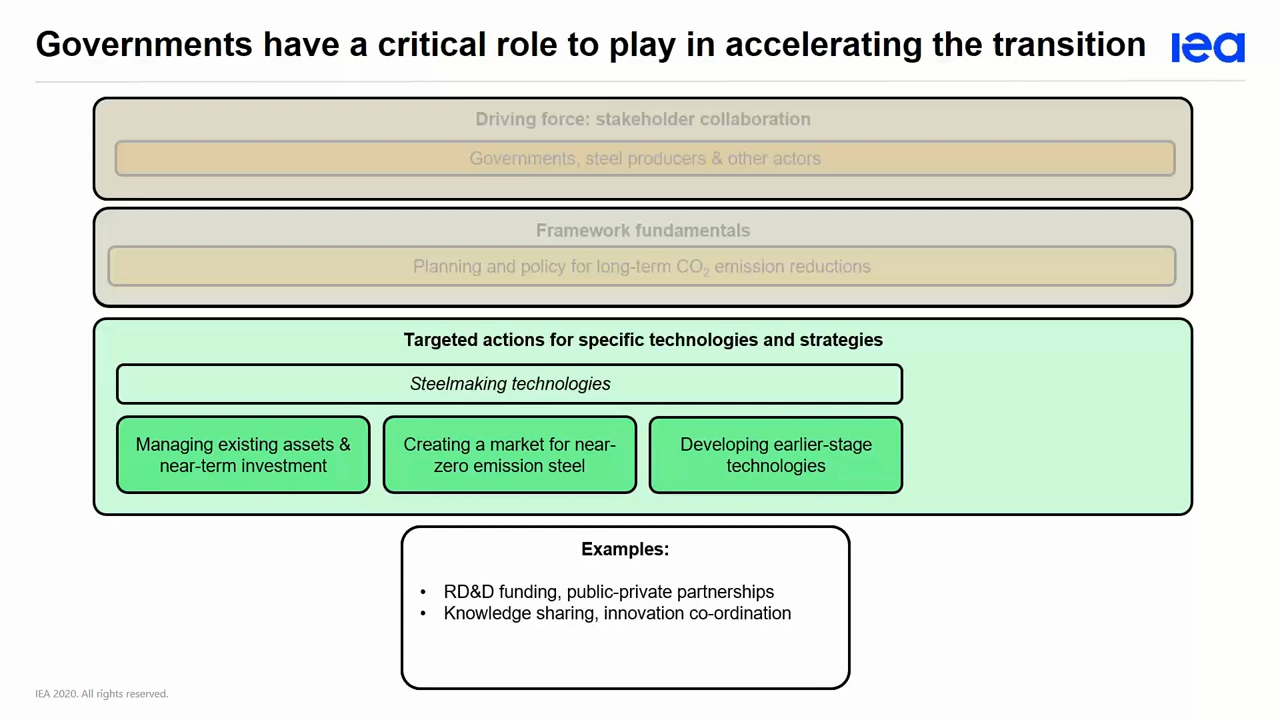 Governments have a critical role to play in accelerating the transition
iea
Driving force: stakeholder collaboration
Governments, steel producers & other actors
Framework fundamentals
Planning and policy for long-term CO₂ emission reductions
Targeted actions for specific technologies and strategies
Steelmaking technologies
Managing existing assets &
near-term investment
Creating a market for near-
zero emission steel
Developing earlier-stage
technologies
Examples:
• RD&D funding, public-private partnerships
• Knowledge sharing, innovation co-ordination
IEA 2020. All rights reserved.